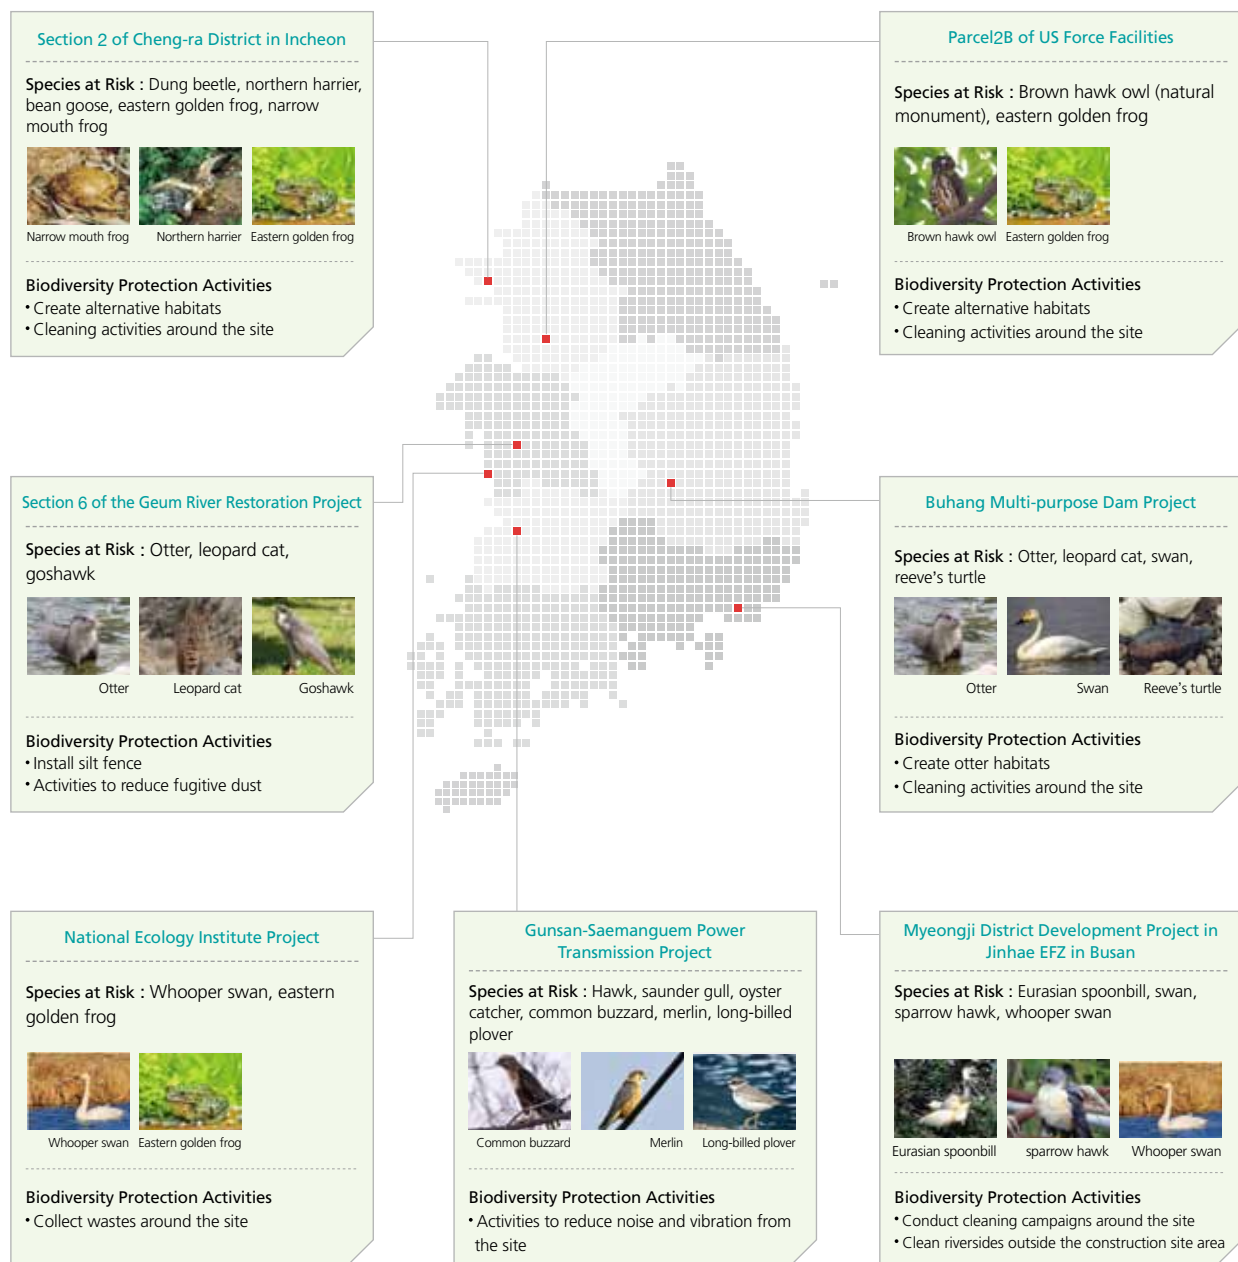 Section 2 of Cheng-ra District in Incheon
Species at Risk : Dung beetle, northern harrier,
bean goose, eastern golden frog, narrow
mouth frog
Narrow mouth frog
Northern harrier
Eastern golden frog
Biodiversity Protection Activities
• Create alternative habitats
• Cleaning activities around the site
Parcel2B of US Force Facilities
Species at Risk : Brown hawk owl (natural
monument), eastern golden frog
Brown hawk owl
Eastern golden frog
Biodiversity Protection Activities
• Create alternative habitats
• Cleaning activities around the site
Section 6 of the Geum River Restoration Project
Species at Risk : Otter, leopard cat,
goshawk
Otter
Leopard cat
Goshawk
Biodiversity Protection Activities
• Install silt fence
• Activities to reduce fugitive dust
Buhang Multi-purpose Dam Project
Species at Risk : Otter, leopard cat, swan,
reeve's turtle
Otter
Swan
Reeve's turtle
Biodiversity Protection Activities
• Create otter habitats
• Cleaning activities around the site
National Ecology Institute Project
Species at Risk : Whooper swan, eastern
golden frog
Whooper swan
Eastern golden frog
Biodiversity Protection Activities
• Collect wastes around the site
Gunsan-Saemanguem Power
Transmission Project
Species at Risk : Hawk, saunder gull, oyster
catcher, common buzzard, merlin, long-billed
plover
Common buzzard
Merlin
Long-billed plover
Biodiversity Protection Activities
• Activities to reduce noise and vibration from
the site
Myeongji District Development Project in
Jinhae EFZ in Busan
Species at Risk : Eurasian spoonbill, swan,
sparrow hawk, whooper swan
Eurasian spoonbill
sparrow hawk
Whooper swan
Biodiversity Protection Activities
• Conduct cleaning campaigns around the site
• Clean riversides outside the construction site area